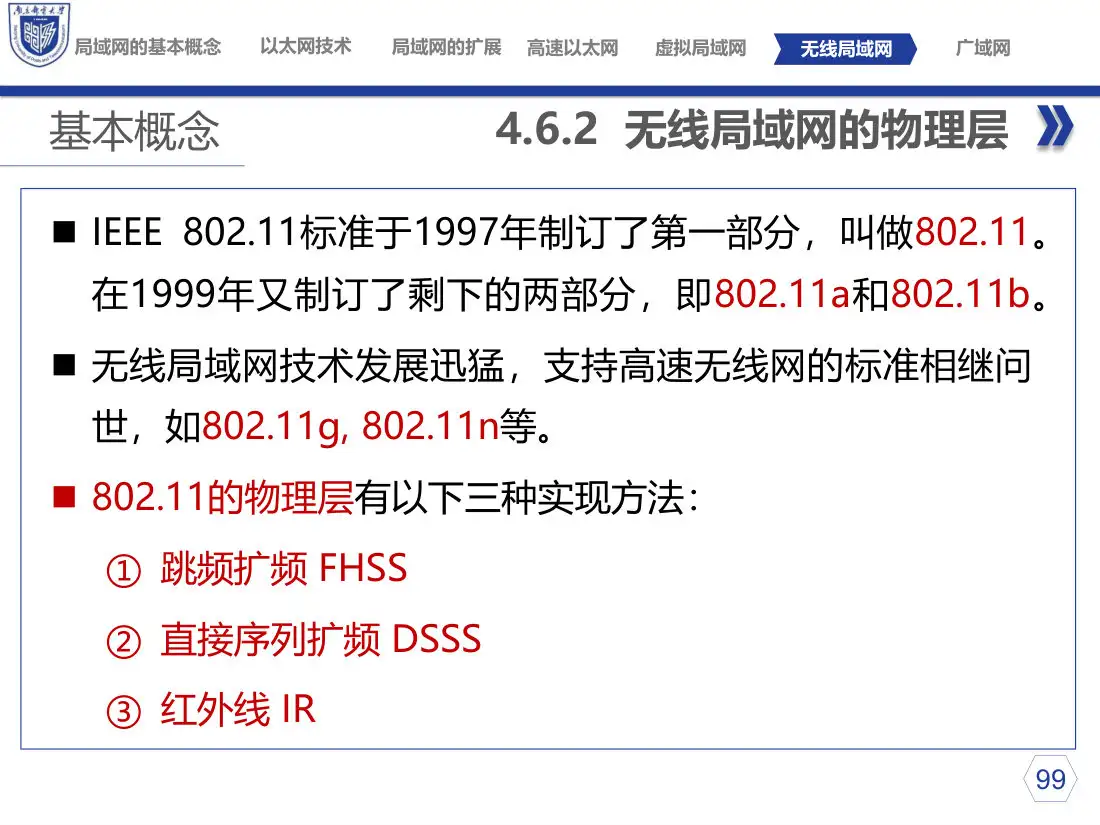 南京邮电大学
局域网的基本概念 以太网技术 局域网的扩展 高速以太网 虚拟局域网 无线局域网 广域网
基本概念
4.6.2 无线局域网的物理层
■ IEEE 802.11标准于1997年制订了第一部分，叫做802.11。
在1999年又制订了剩下的两部分，即802.11a和802.11b。
■ 无线局域网技术发展迅猛，支持高速无线网的标准相继问
世，如802.11g, 802.11n等。
■ 802.11的物理层有以下三种实现方法：
① 跳频扩频 FHSS
② 直接序列扩频 DSSS
③ 红外线 IR
99